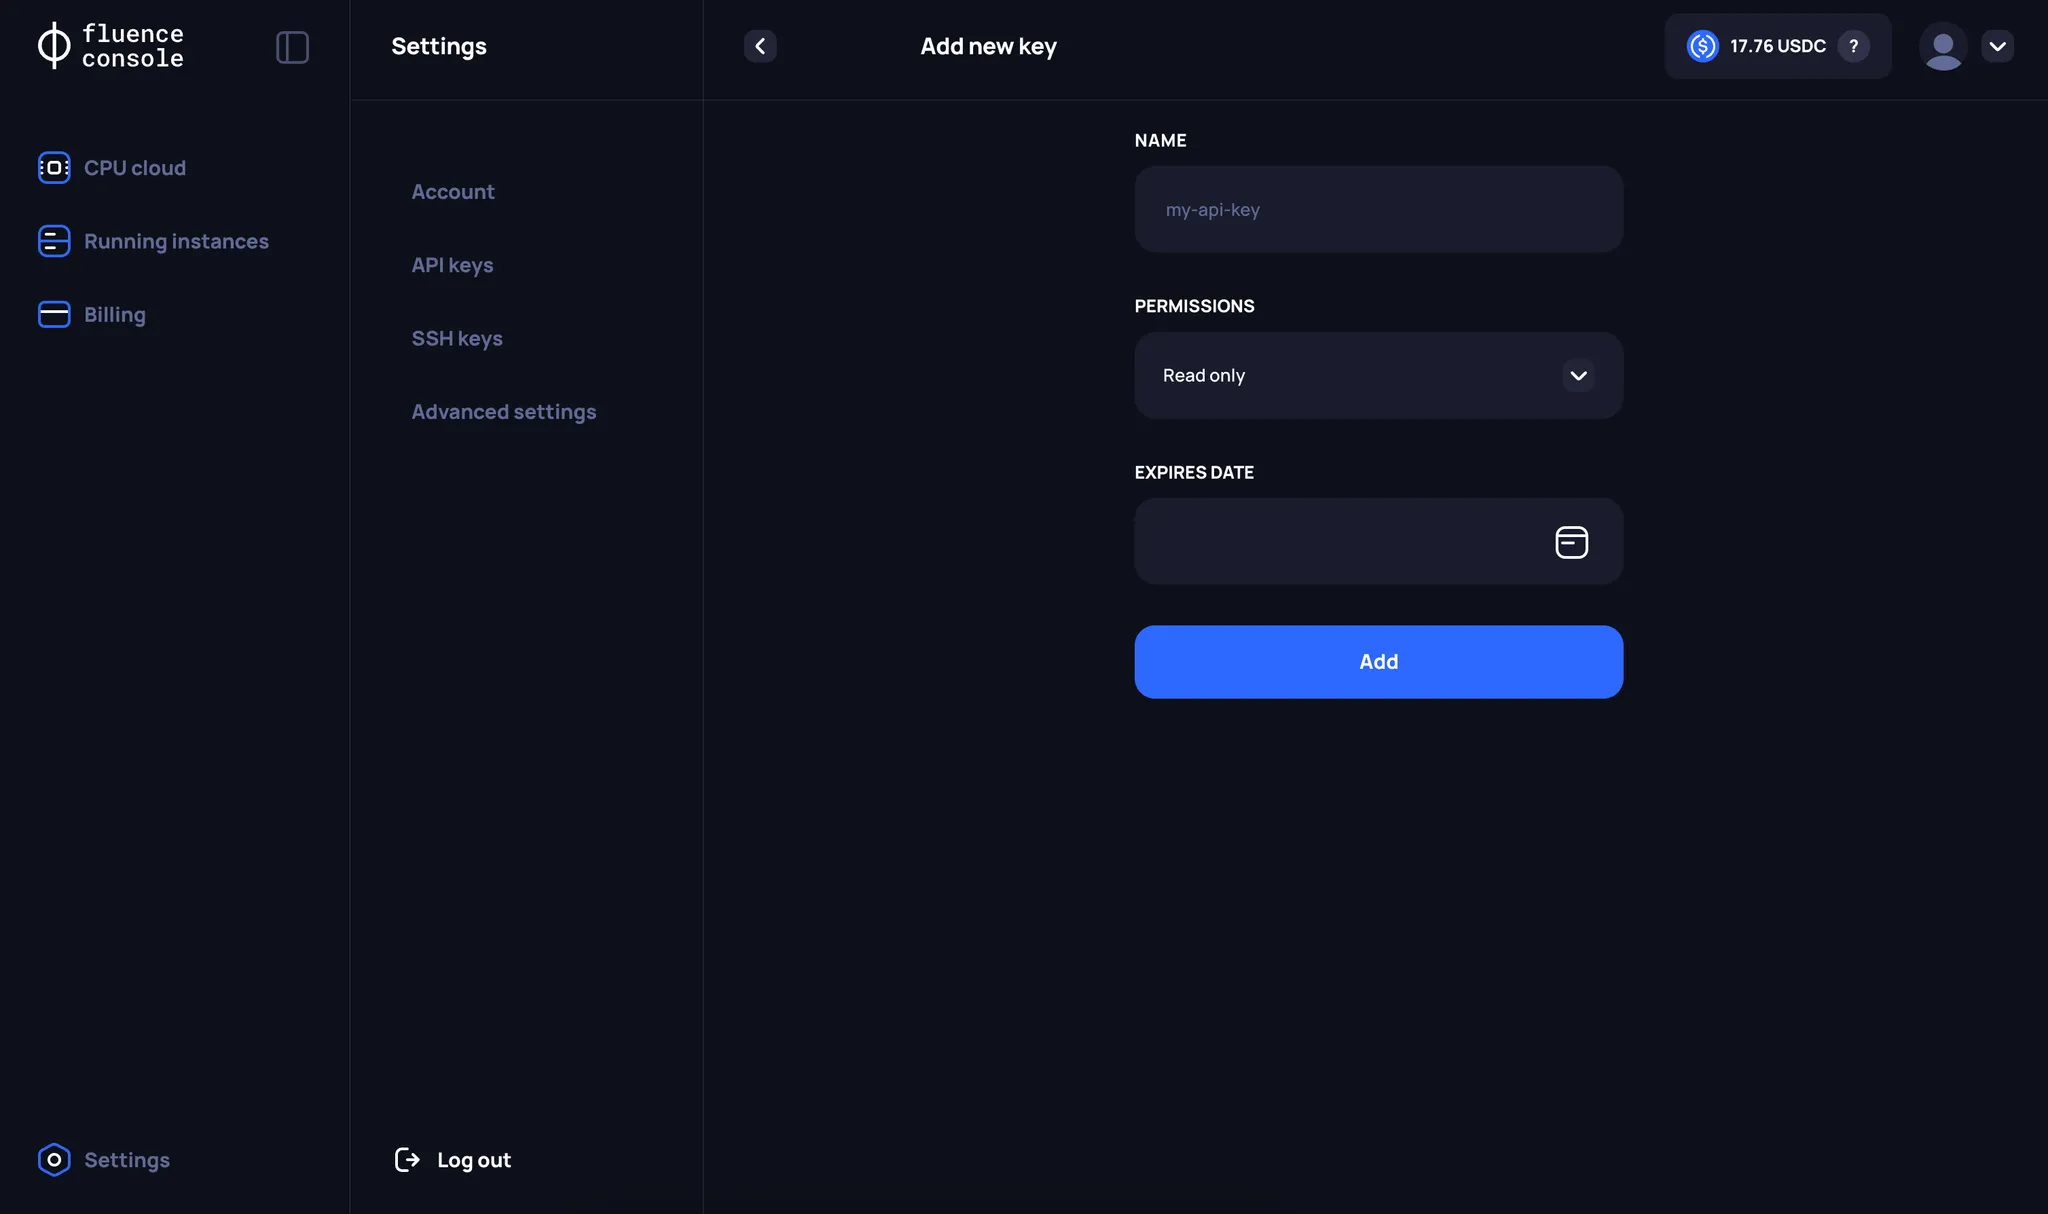 fluence
console
CPU cloud
Running instances
Billing
Settings
Settings
Account
API keys
SSH keys
Advanced settings
Log out
Add new key
17.76 USDC ?
NAME
my-api-key
PERMISSIONS
Read only
EXPIRES DATE
Add